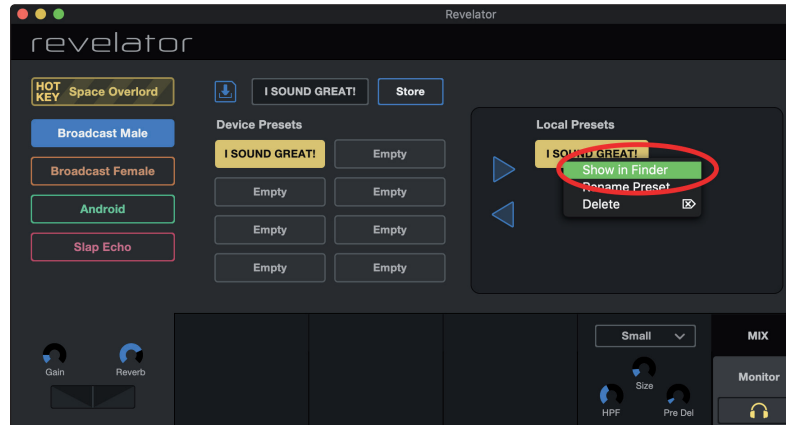 Revelator
revelator
HOT KEY Space Overlord
I SOUND GREAT!
Store
Broadcast Male
Broadcast Female
Android
Slap Echo
Device Presets
I SOUND GREAT!
Empty
Empty
Empty
Empty
Empty
Empty
Empty
Local Presets
I SOUND GREAT!
Show in Finder
Rename Preset
Delete
Gain
Reverb
Small
Size
HPF
Pre Del
MIX
Monitor